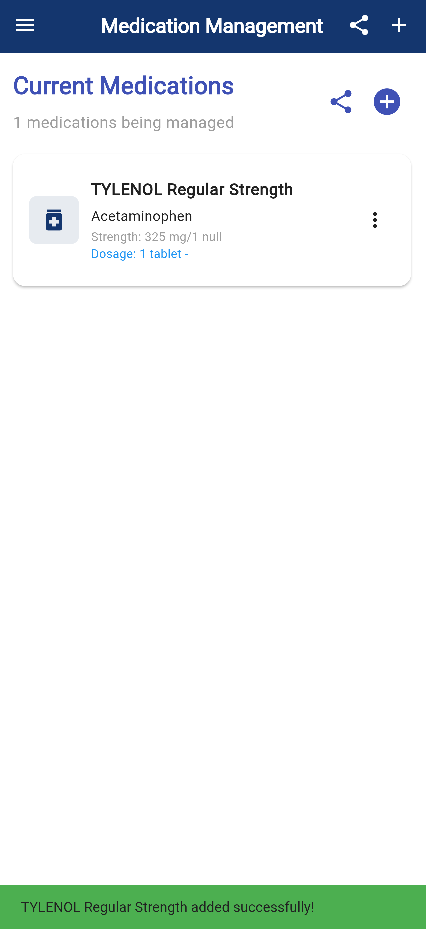 Medication Management
Current Medications
1 medications being managed
TYLENOL Regular Strength
Acetaminophen
Strength: 325 mg/1 null
Dosage: 1 tablet -
TYLENOL Regular Strength added successfully!